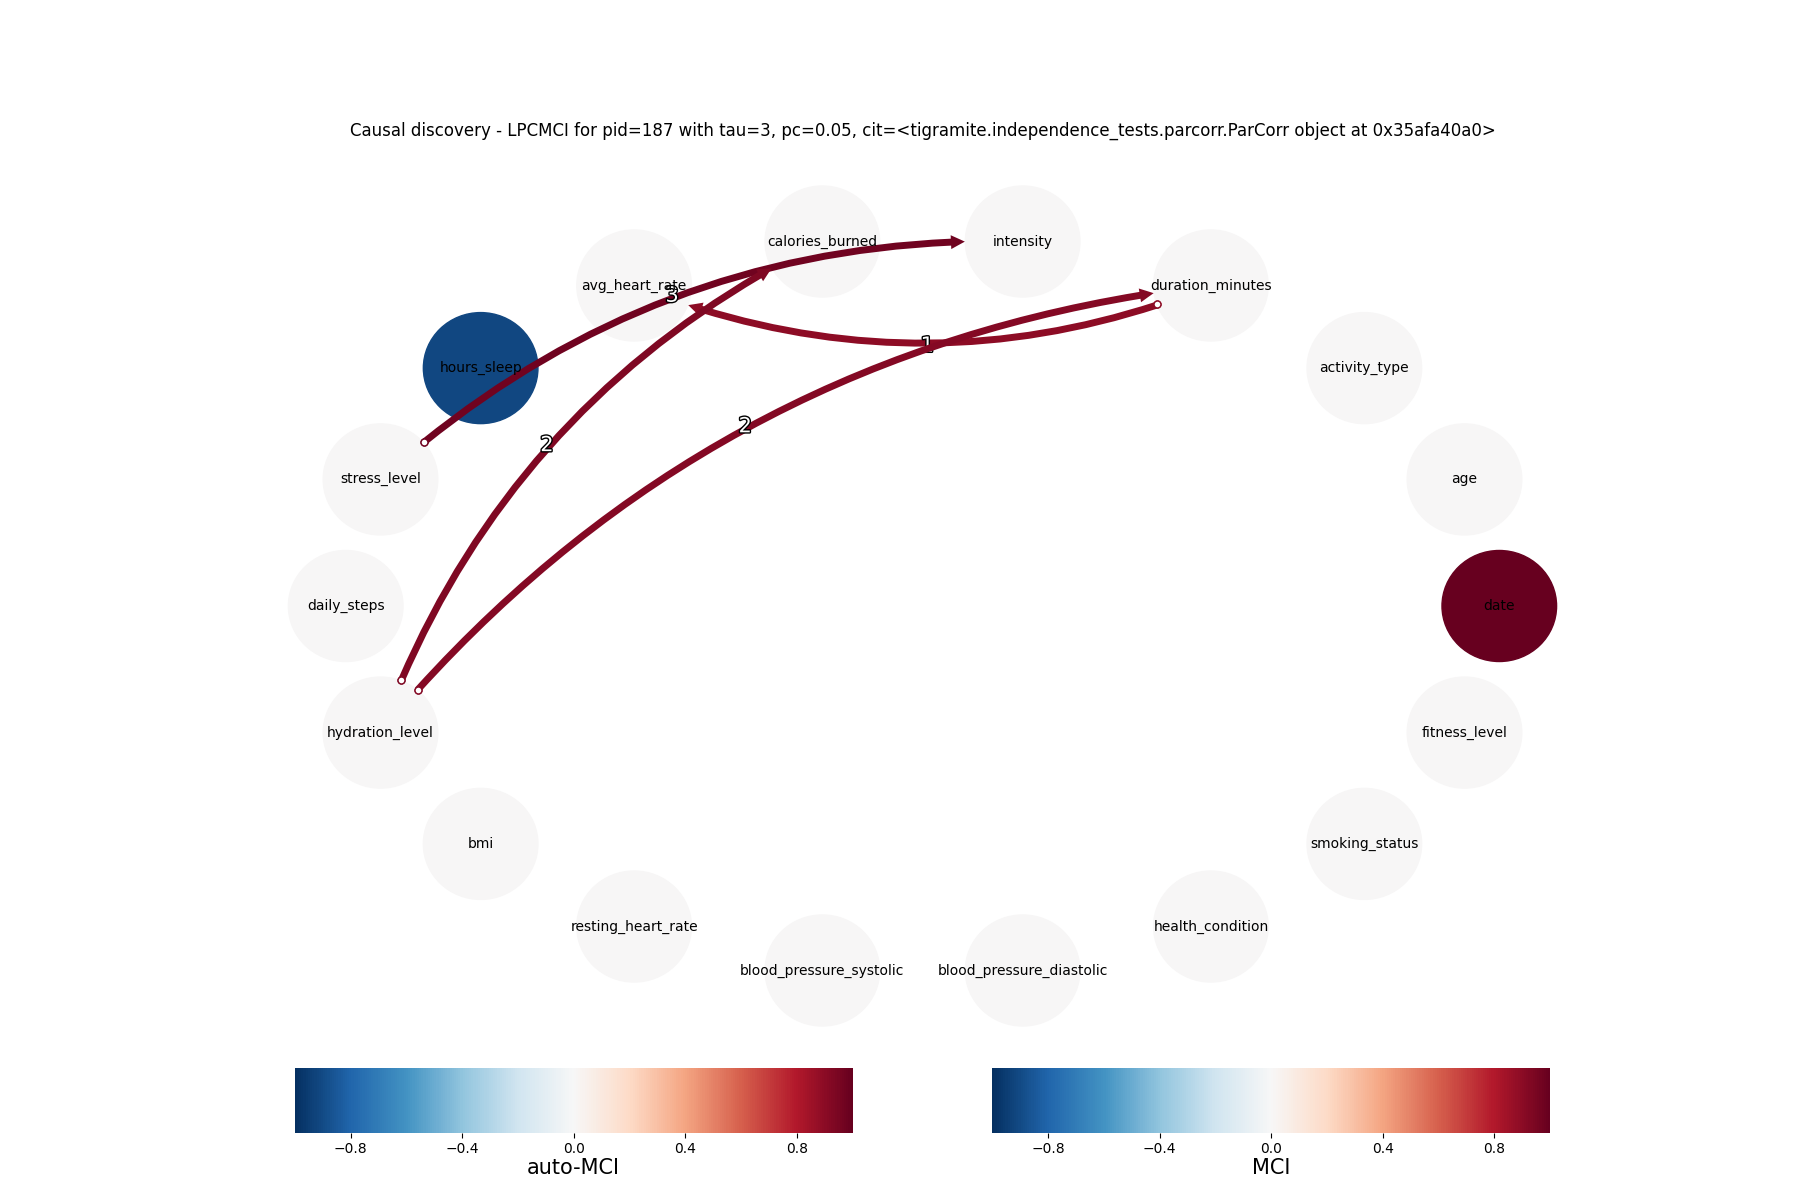 Causal discovery - LPCMCI for pid=187 with tau=3, pc=0.05, cit=<tigramite.independence_tests.parcorr.ParCorr object at 0x35afa40a0>
calories_burned
intensity
avg_heart_rate
duration_minutes
3
1
hours_sleep
activity_type
2
2
stress_level
age
daily_steps
date
hydration_level
fitness_level
bmi
smoking_status
resting_heart_rate
health_condition
blood_pressure_systolic
blood_pressure_diastolic
−0.8 −0.4 0.0 0.4 0.8
auto-MCI
−0.8 −0.4 0.0 0.4 0.8
MCI